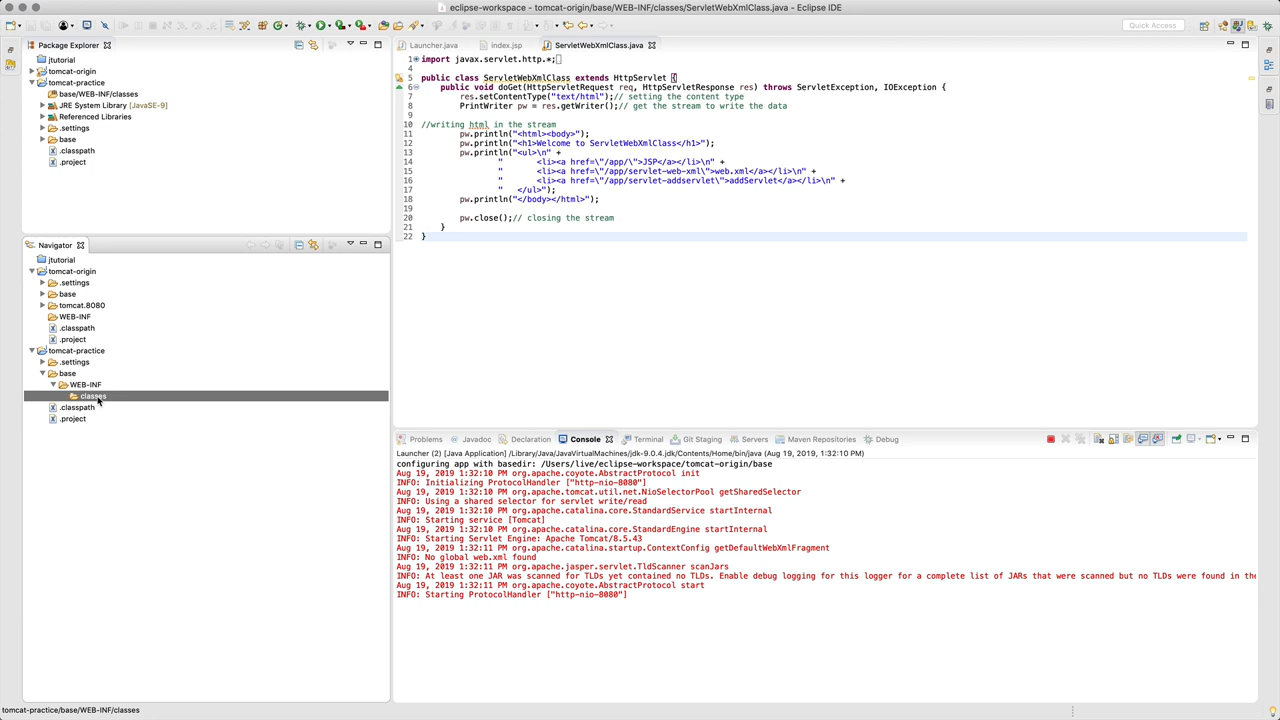 eclipse-workspace - tomcat-origin/base/WEB-INF/classes/ServletWebXmlClass.java - Eclipse IDE
Quick Access
Package Explorer
jtutorial
tomcat-origin
tomcat-practice
base/WEB-INF/classes
JRE System Library [JavaSE-9]
Referenced Libraries
.settings
base
.classpath
.project
Navigator
jtutorial
tomcat-origin
.settings
base
tomcat.8080
WEB-INF
.classpath
.project
tomcat-practice
.settings
base
WEB-INF
classes
.classpath
.project
Launcher.java index.jsp ServletWebXmlClass.java
1 import javax.servlet.http.*;
4
5 public class ServletWebXmlClass extends HttpServlet {
6 public void doGet(HttpServletRequest req, HttpServletResponse res) throws ServletException, IOException {
7 res.setContentType("text/html");// setting the content type
8 PrintWriter pw = res.getWriter();// get the stream to write the data
9
10 //writing html in the stream
11 pw.println("<html><body>");
12 pw.println("<h1>Welcome to ServletWebXmlClass</h1>");
13 pw.println("<ul>\n" +
14 " <li><a href=\"/app/\">JSP</a></li>\n" +
15 " <li><a href=\"/app/servlet-web-xml\">web.xml</a></li>\n" +
16 " <li><a href=\"/app/servlet-addservlet\">addServlet</a></li>\n" +
17 " </ul>");
18 pw.println("</body></html>");
19
20 pw.close();// closing the stream
21 }
22 }
Problems Javadoc Declaration Console Terminal Git Staging Servers Maven Repositories Debug
Launcher (2) [Java Application] /Library/Java/JavaVirtualMachines/jdk-9.0.4.jdk/Contents/Home/bin/java (Aug 19, 2019, 1:32:10 PM)
configuring app with basedir: /Users/live/eclipse-workspace/tomcat-origin/base
Aug 19, 2019 1:32:10 PM org.apache.coyote.AbstractProtocol init
INFO: Initializing ProtocolHandler ["http-nio-8080"]
Aug 19, 2019 1:32:10 PM org.apache.tomcat.util.net.NioSelectorPool getSharedSelector
INFO: Using a shared selector for servlet write/read
Aug 19, 2019 1:32:10 PM org.apache.catalina.core.StandardService startInternal
INFO: Starting service [Tomcat]
Aug 19, 2019 1:32:10 PM org.apache.catalina.core.StandardEngine startInternal
INFO: Starting Servlet Engine: Apache Tomcat/8.5.43
Aug 19, 2019 1:32:11 PM org.apache.catalina.startup.ContextConfig getDefaultWebXmlFragment
INFO: No global web.xml found
Aug 19, 2019 1:32:11 PM org.apache.jasper.servlet.TldScanner scanJars
INFO: At least one JAR was scanned for TLDs yet contained no TLDs. Enable debug logging for this logger for a complete list of JARs that were scanned but no TLDs were found in the
Aug 19, 2019 1:32:11 PM org.apache.coyote.AbstractProtocol start
INFO: Starting ProtocolHandler ["http-nio-8080"]
tomcat-practice/base/WEB-INF/classes